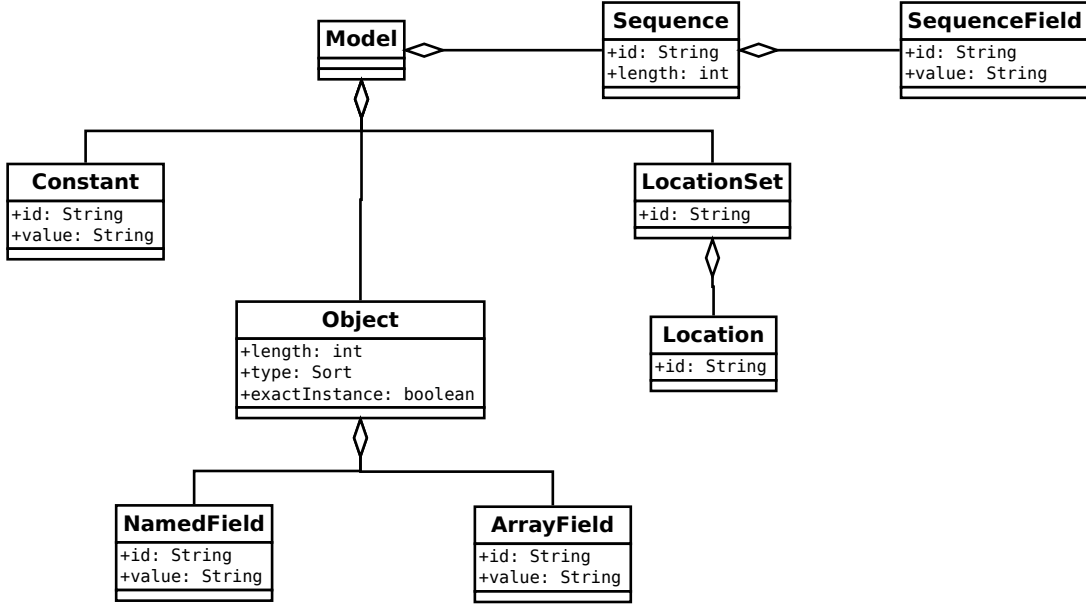 Model
Sequence
+id: String
+length: int
SequenceField
+id: String
+value: String
Constant
+id: String
+value: String
LocationSet
+id: String
Object
+length: int
+type: Sort
+exactInstance: boolean
Location
+id: String
NamedField
+id: String
+value: String
ArrayField
+id: String
+value: String